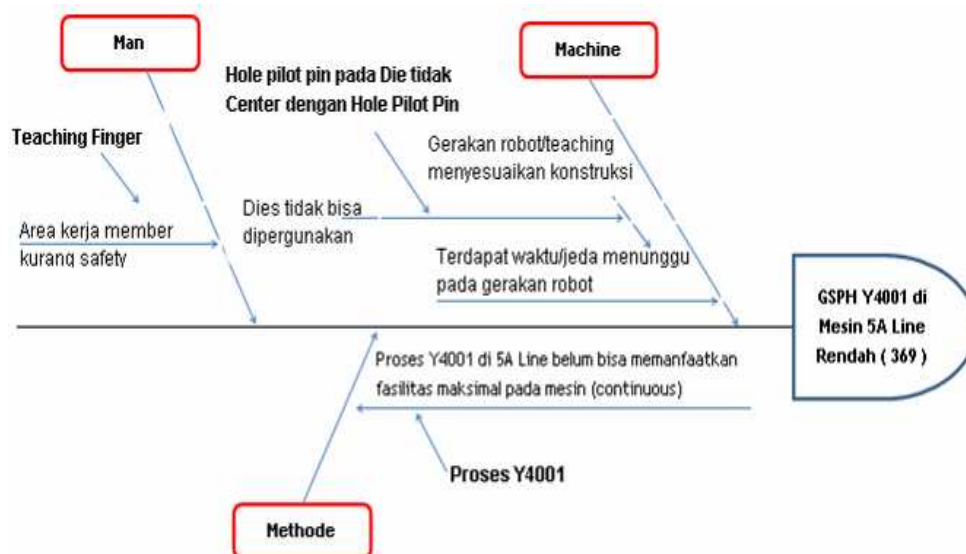 Man
Machine
Hole pilot pin pada Die tidak
Center dengan Hole Pilot Pin
Teaching Finger
Gerakan robot/teaching
menyesuaikan konstruksi
Area kerja member
kurang safety
Dies tidak bisa
dipergunakan
Terdapat waktu/jeda menunggu
pada gerakan robot
GSPH Y4001 di
Mesin 5A Line
Rendah ( 369 )
Proses Y4001 di 5A Line belum bisa memanfaatkan
fasilitas maksimal pada mesin (continuous)
Proses Y4001
Methode